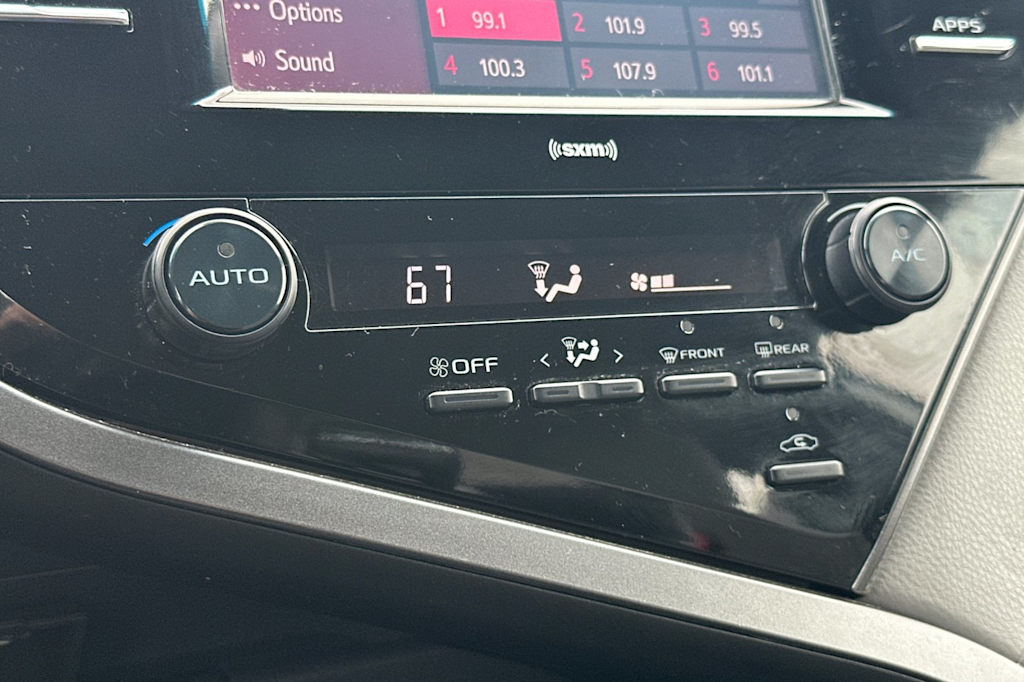 Options
1 99.1 2 101.9 3 99.5
Sound
4 100.3 5 107.9 6 101.1
APPS
sxm
AUTO
67
A/C
OFF
< >
FRONT
REAR